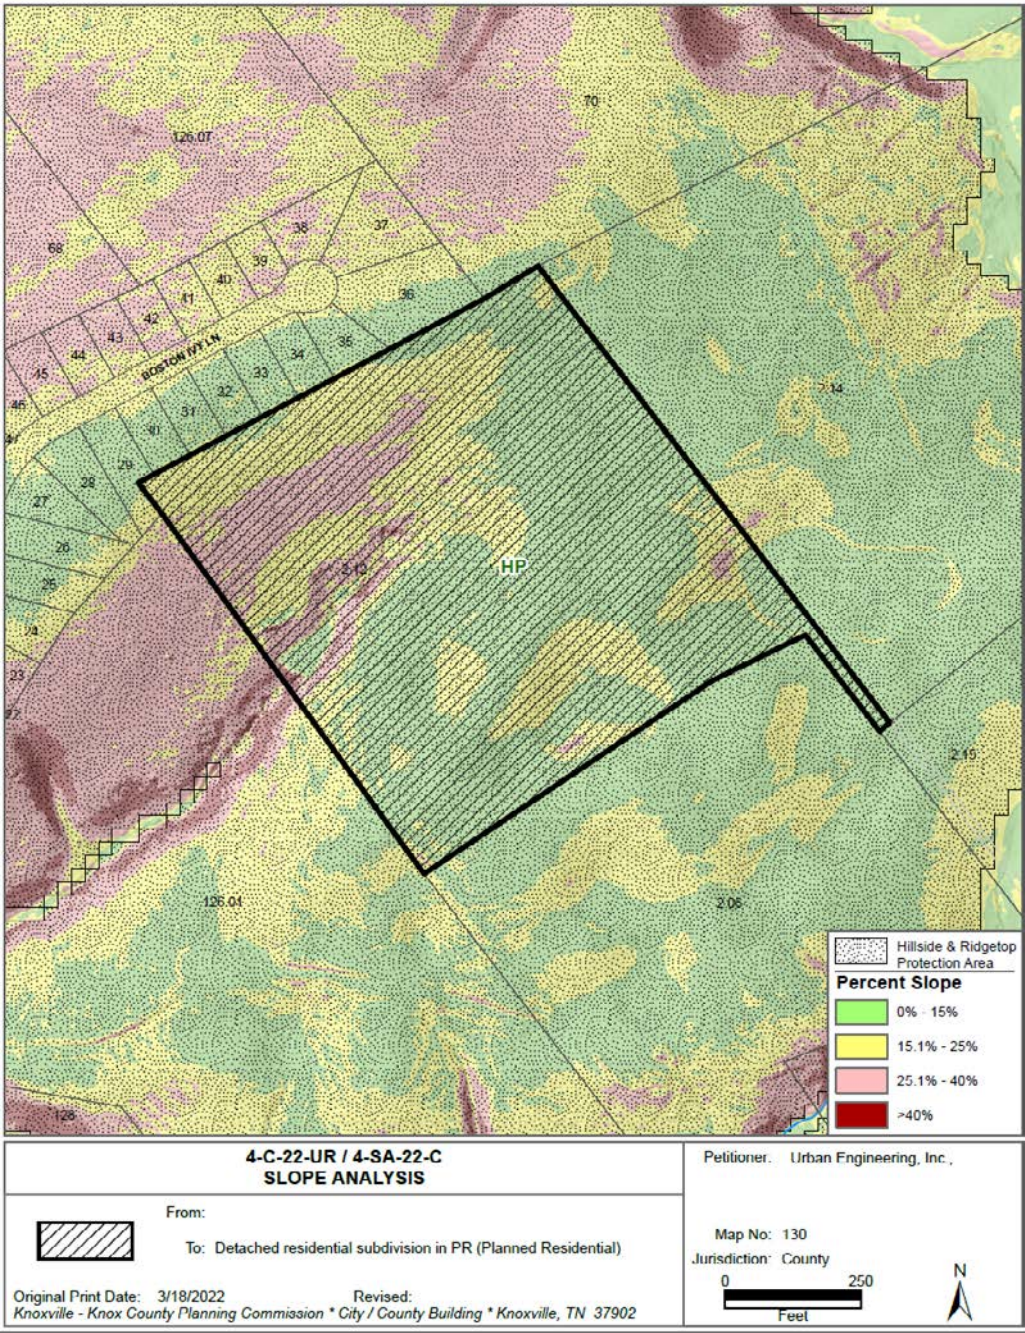 70
126.07
68
37
38
39
40
41
42
43
44
45
46
36
35
34
33
32
31
30
29
28
27
26
25
24
23
22
BOSTON IVY LN
HP
2.14
2.15
126.01
2.06
128
Hillside & Ridgetop
Protection Area
Percent Slope
0% - 15%
15.1% - 25%
25.1% - 40%
>40%
4-C-22-UR / 4-SA-22-C
SLOPE ANALYSIS
From:
To: Detached residential subdivision in PR (Planned Residential)
Original Print Date: 3/18/2022 Revised:
Knoxville - Knox County Planning Commission * City / County Building * Knoxville, TN 37902
Petitioner: Urban Engineering, Inc.,
Map No: 130
Jurisdiction: County
0 250
Feet
N